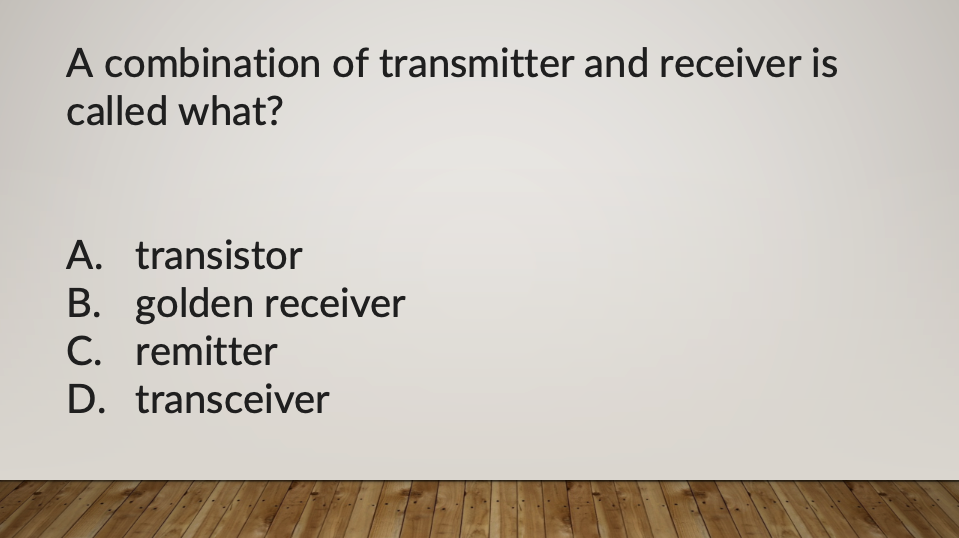 A combination of transmitter and receiver is
called what?
A. transistor
B. golden receiver
C. remitter
D. transceiver